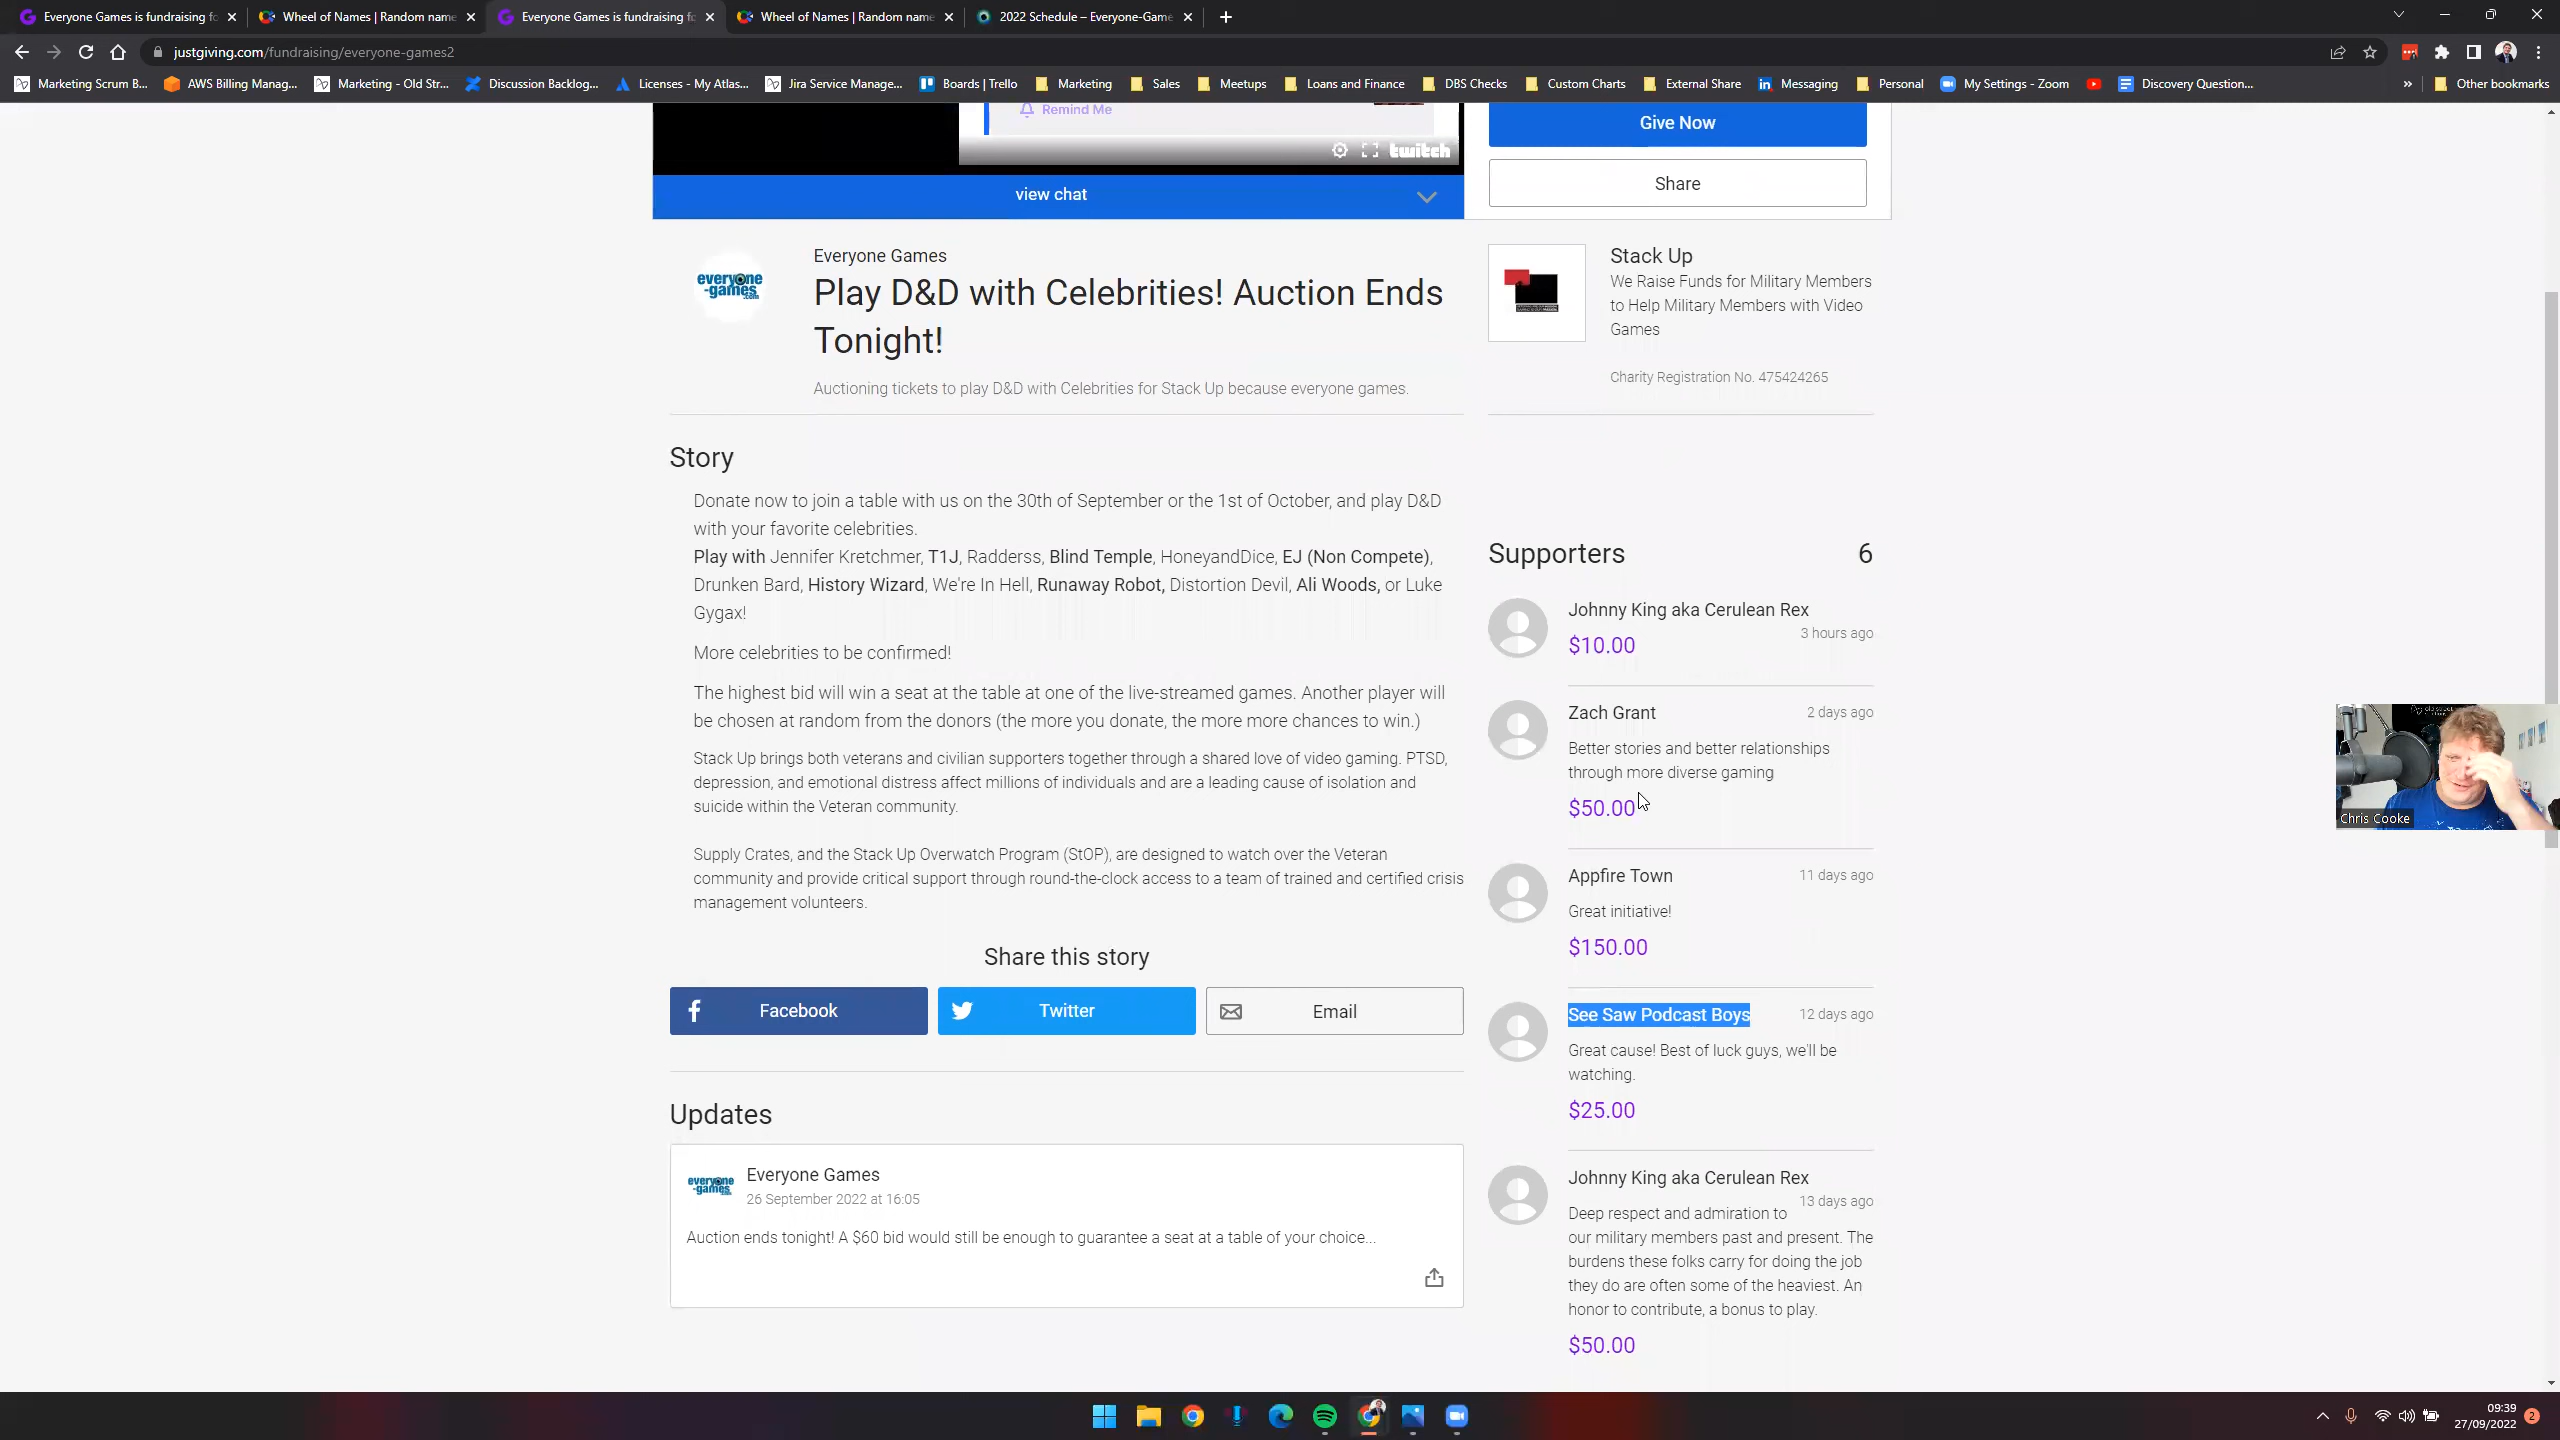 Everyone Games is fundraising fo
Wheel of Names | Random name
Everyone Games is fundraising fo
Wheel of Names | Random name
2022 Schedule – Everyone-Game
justgiving.com/fundraising/everyone-games2
Marketing Scrum B...
AWS Billing Manag...
Marketing - Old Str...
Discussion Backlog...
Licenses - My Atlas...
Jira Service Manage...
Boards | Trello
Marketing
Sales
Meetups
Loans and Finance
DBS Checks
Custom Charts
External Share
Messaging
Personal
My Settings - Zoom
Discovery Question...
»
Other bookmarks
Remind Me
twitch
view chat
Give Now
Share
everyone
-games
.com
Everyone Games
Play D&D with Celebrities! Auction Ends
Tonight!
Auctioning tickets to play D&D with Celebrities for Stack Up because everyone games.
Stack Up
We Raise Funds for Military Members
to Help Military Members with Video
Games
Charity Registration No. 475424265
Story
Donate now to join a table with us on the 30th of September or the 1st of October, and play D&D
with your favorite celebrities.
Play with Jennifer Kretchmer, T1J, Radderss, Blind Temple, HoneyandDice, EJ (Non Compete),
Drunken Bard, History Wizard, We're In Hell, Runaway Robot, Distortion Devil, Ali Woods, or Luke
Gygax!
More celebrities to be confirmed!
The highest bid will win a seat at the table at one of the live-streamed games. Another player will
be chosen at random from the donors (the more you donate, the more more chances to win.)
Stack Up brings both veterans and civilian supporters together through a shared love of video gaming. PTSD,
depression, and emotional distress affect millions of individuals and are a leading cause of isolation and
suicide within the Veteran community.
Supply Crates, and the Stack Up Overwatch Program (StOP), are designed to watch over the Veteran
community and provide critical support through round-the-clock access to a team of trained and certified crisis
management volunteers.
Share this story
Facebook
Twitter
Email
Updates
everyone
-games
Everyone Games
26 September 2022 at 16:05
Auction ends tonight! A $60 bid would still be enough to guarantee a seat at a table of your choice...
Supporters 6
Johnny King aka Cerulean Rex
3 hours ago
$10.00
Zach Grant
2 days ago
Better stories and better relationships
through more diverse gaming
$50.00
Appfire Town
11 days ago
Great initiative!
$150.00
See Saw Podcast Boys
12 days ago
Great cause! Best of luck guys, we'll be
watching.
$25.00
Johnny King aka Cerulean Rex
13 days ago
Deep respect and admiration to
our military members past and present. The
burdens these folks carry for doing the job
they do are often some of the heaviest. An
honor to contribute, a bonus to play.
$50.00
Chris Cooke
09:39
27/09/2022
2